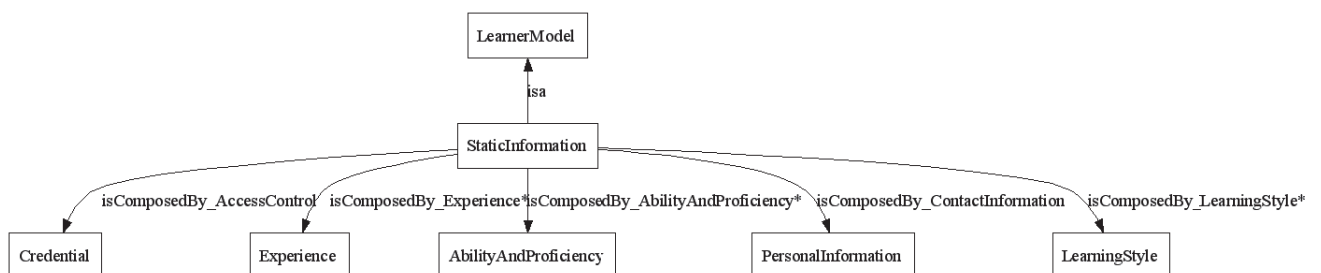 LearnerModel
isa
StaticInformation
isComposedBy_AccessControl isComposedBy_Experience* isComposedBy_AbilityAndProficiency* isComposedBy_ContactInformation isComposedBy_LearningStyle*
Credential Experience AbilityAndProficiency PersonalInformation LearningStyle